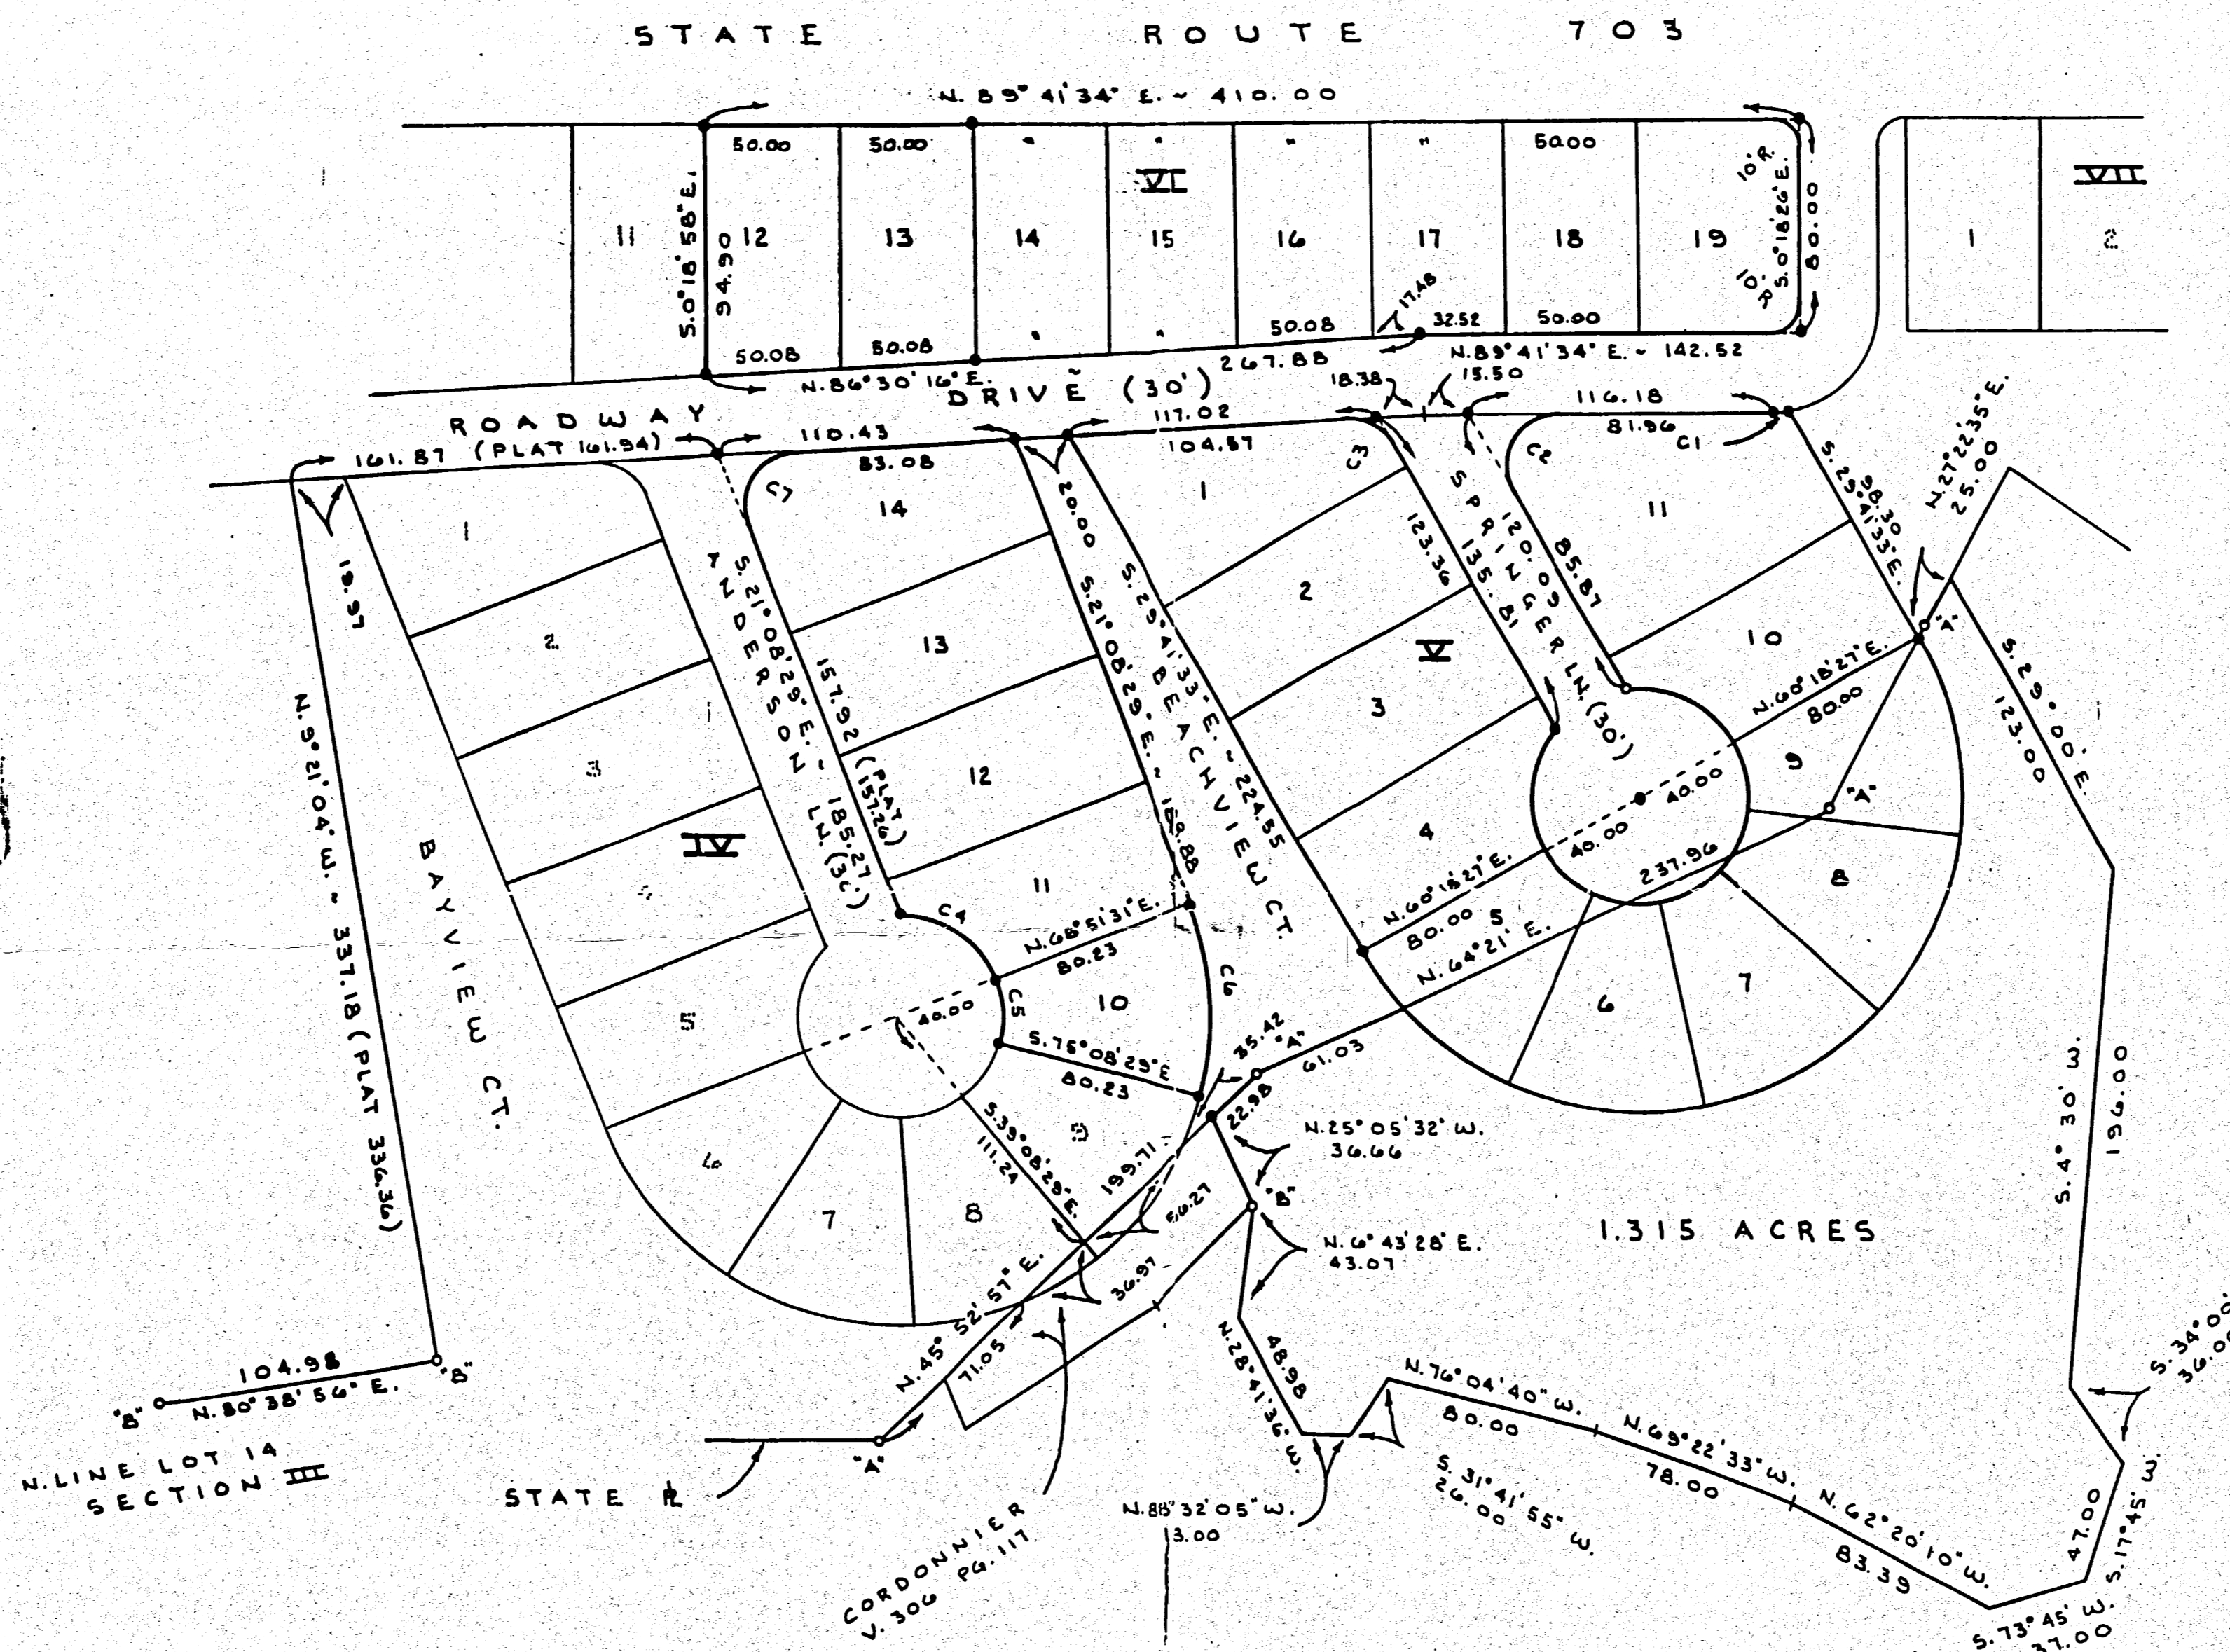 STATE ROUTE 703
N. 89° 41' 34" E. ~ 410.00
50.00
50.00
"
"
"
"
50.00
VI
VII
10' R.
S.0°18'26"E.
80.00
10' R
S.0°18'58"E.
94.90
11
12
13
14
15
16
17
18
19
1
2
50.08
50.08
"
"
50.08
17.48
32.52
50.00
N.86°30'16"E. ~ 267.88
N.89°41'34"E. ~ 142.52
ROADWAY DRIVE (30')
18.38
15.50
161.87 (PLAT 161.94)
110.43
83.08
117.02
104.57
116.18
81.96
C1
C2
C3
C7
N.27°22'35"E.
25.00
S.29°41'33"E.
98.30
19.97
20.00
1
2
3
4
5
6
7
8
9
10
11
12
13
14
IV
N.9°21'04"W. ~ 337.18 (PLAT 336.36)
BAYVIEW CT.
ANDERSON LN. (30')
S.21°08'29"E. ~ 185.27
157.92
(PLAT 157.26)
S.21°08'29"E. ~ 189.88
S.29°41'33"E. ~ 224.55
BEACHVIEW CT.
1
2
3
4
5
6
7
8
9
10
11
V
123.36
135.81
SPRINGER LN. (30')
120.09
85.87
"A"
N.60°18'27"E.
80.00
S.29°00'E.
123.00
40.00
40.00
"A"
237.96
N.60°18'27"E.
80.00
N.64°21'E.
C4
N.68°51'31"E.
80.23
C5
C6
40.00
S.75°08'29"E
80.23
35.42
"A"
61.03
22.98
N.25°05'32"W.
36.66
S.39°08'29"E.
111.24
199.71
56.27
"B"
N.6°43'28"E.
43.07
1.315 ACRES
S.4°30'W.
196.00
36.97
N.45°52'57"E.
71.05
104.98
N.80°38'56"E.
"B"
"B"
N. LINE LOT 14
SECTION III
"A"
STATE PL
CORDONNIER
V. 306 PG. 117
48.98
N.28°41'36"W.
N.88°32'05"W.
13.00
S.31°41'55"W.
26.00
N.76°04'40"W.
80.00
N.69°22'33"W.
78.00
N.62°20'10"W.
83.39
S.34°00'
36.0
47.00
S.17°45'W.
S.73°45'W.
37.00